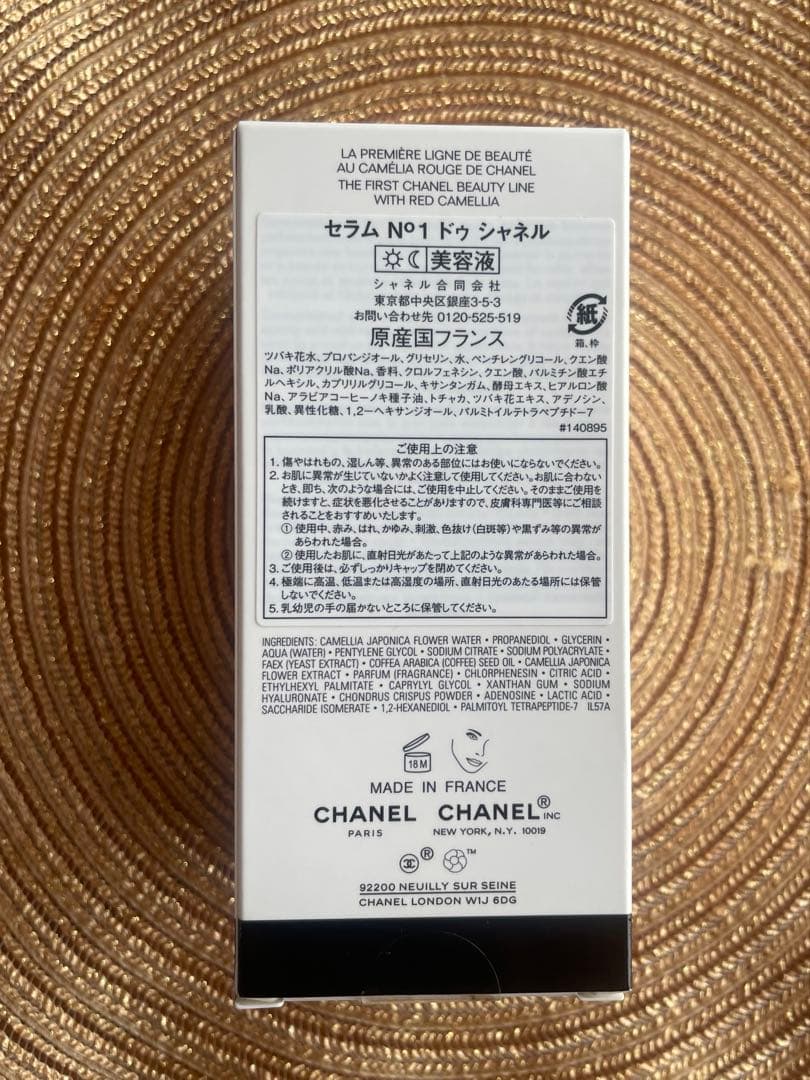 LA PREMIÈRE LIGNE DE BEAUTÉ
AU CAMÉLIA ROUGE DE CHANEL
THE FIRST CHANEL BEAUTY LINE
WITH RED CAMELLIA
セラム Nº1 ドゥ シャネル
美容液
シャネル合同会社
東京都中央区銀座3-5-3
お問い合わせ先 0120-525-519
原産国フランス
紙
箱、枠
ツバキ花水、プロパンジオール、グリセリン、水、ペンチレングリコール、クエン酸
Na、ポリアクリル酸Na、香料、クロルフェネシン、クエン酸、パルミチン酸エチ
ルヘキシル、カプリリルグリコール、キサンタンガム、酵母エキス、ヒアルロン酸
Na、アラビアコーヒーノキ種子油、トチャカ、ツバキ花エキス、アデノシン、
乳酸、異性化糖、1,2-ヘキサンジオール、パルミトイルテトラペプチド-7
#140895
ご使用上の注意
1. 傷やはれもの、湿しん等、異常のある部位にはお使いにならないでください。
2. お肌に異常が生じていないかよく注意して使用してください。お肌に合わない
とき、即ち、次のような場合には、ご使用を中止してください。そのままご使用を
続けますと、症状を悪化させることがありますので、皮膚科専門医等にご相談
されることをおすすめいたします。
① 使用中、赤み、はれ、かゆみ、刺激、色抜け(白斑等)や黒ずみ等の異常が
あらわれた場合。
② 使用したお肌に、直射日光があたって上記のような異常があらわれた場合。
3. ご使用後は、必ずしっかりキャップを閉めてください。
4. 極端に高温、低温または高湿度の場所、直射日光のあたる場所には保管
しないでください。
5. 乳幼児の手の届かないところに保管してください。
INGREDIENTS: CAMELLIA JAPONICA FLOWER WATER • PROPANEDIOL • GLYCERIN •
AQUA (WATER) • PENTYLENE GLYCOL • SODIUM CITRATE • SODIUM POLYACRYLATE •
FAEX (YEAST EXTRACT) • COFFEA ARABICA (COFFEE) SEED OIL • CAMELLIA JAPONICA
FLOWER EXTRACT • PARFUM (FRAGRANCE) • CHLORPHENESIN • CITRIC ACID •
ETHYLHEXYL PALMITATE • CAPRYLYL GLYCOL • XANTHAN GUM • SODIUM
HYALURONATE • CHONDRUS CRISPUS POWDER • ADENOSINE • LACTIC ACID •
SACCHARIDE ISOMERATE • 1,2-HEXANEDIOL • PALMITOYL TETRAPEPTIDE-7 IL57A
18 M
MADE IN FRANCE
CHANEL CHANEL® INC
PARIS NEW YORK, N.Y. 10019
® ™
92200 NEUILLY SUR SEINE
CHANEL LONDON W1J 6DG